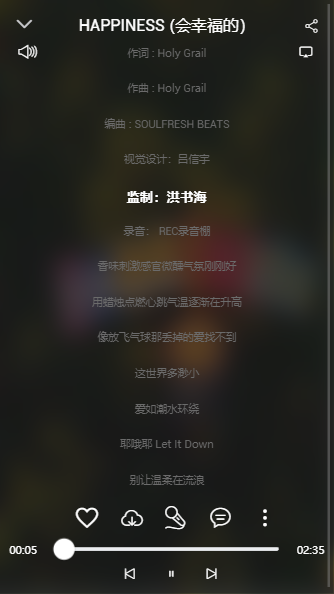 HAPPINESS (会幸福的)
作词 : Holy Grail
作曲 : Holy Grail
编曲 : SOULFRESH BEATS
视觉设计：吕信宇
监制：洪书海
录音： REC录音棚
香味刺激感官微醺气氛刚刚好
用蜡烛点燃心跳气温逐渐在升高
像放飞气球那丢掉的爱找不到
这世界多渺小
爱如潮水环绕
耶哦耶 Let It Down
别让温柔在流浪
00:05
02:35